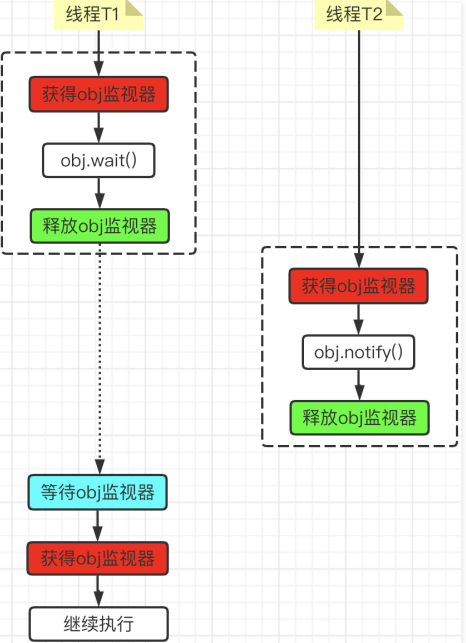 线程T1
获得obj监视器
obj.wait()
释放obj监视器
等待obj监视器
获得obj监视器
继续执行
线程T2
获得obj监视器
obj.notify()
释放obj监视器